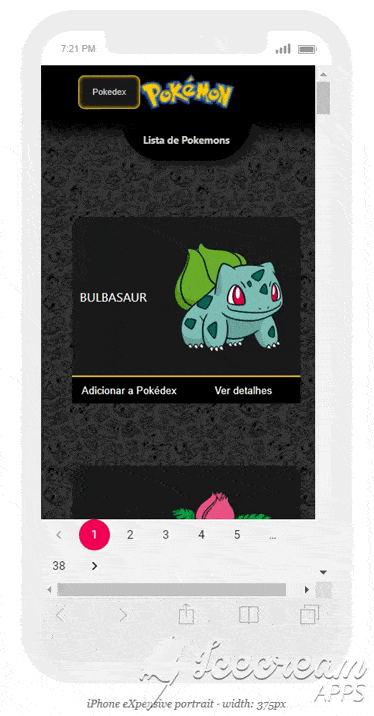 7:21 PM
Pokedex
POKéMON
Lista de Pokemons
BULBASAUR
Adicionar a Pokédex Ver detalhes
1 2 3 4 5 ...
38
Icecream
APPS
iPhone eXpensive portrait - width: 375px